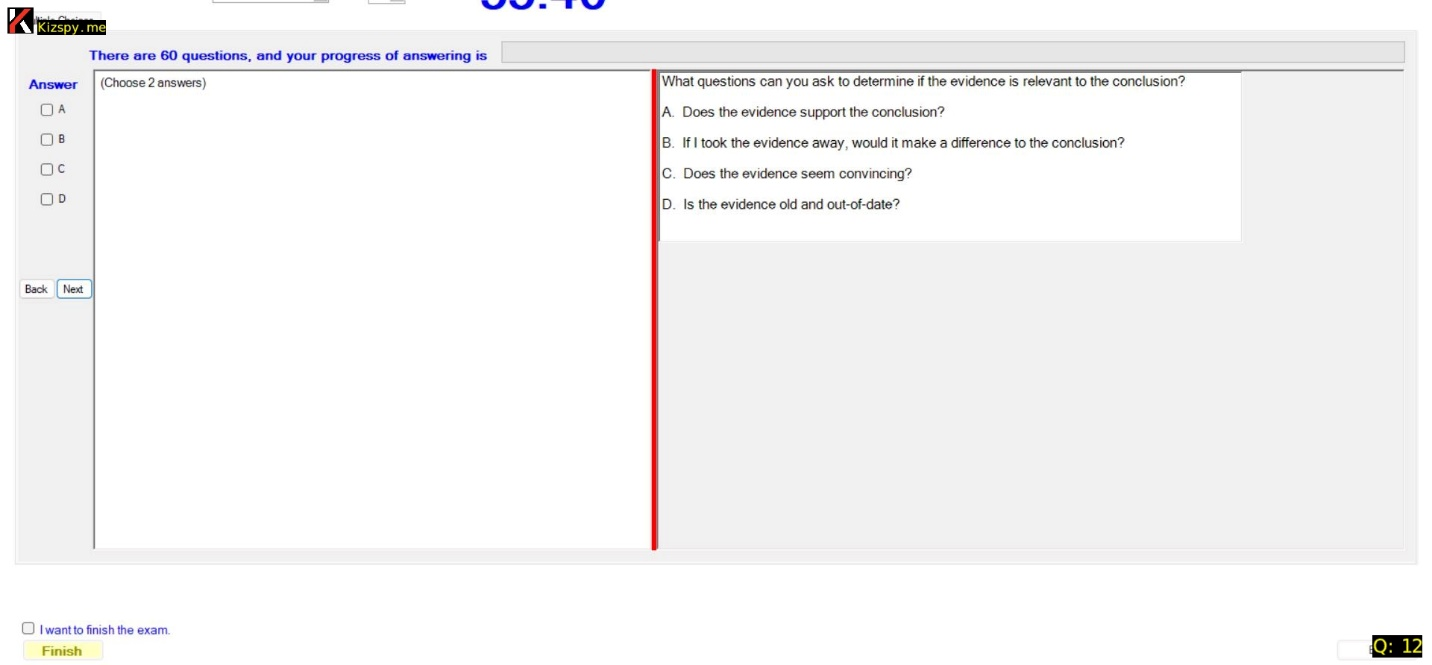 Kizspy.me
There are 60 questions, and your progress of answering is
Answer
(Choose 2 answers)
A
B
C
D
Back
Next
What questions can you ask to determine if the evidence is relevant to the conclusion?
A. Does the evidence support the conclusion?
B. If I took the evidence away, would it make a difference to the conclusion?
C. Does the evidence seem convincing?
D. Is the evidence old and out-of-date?
I want to finish the exam.
Finish
Q: 12